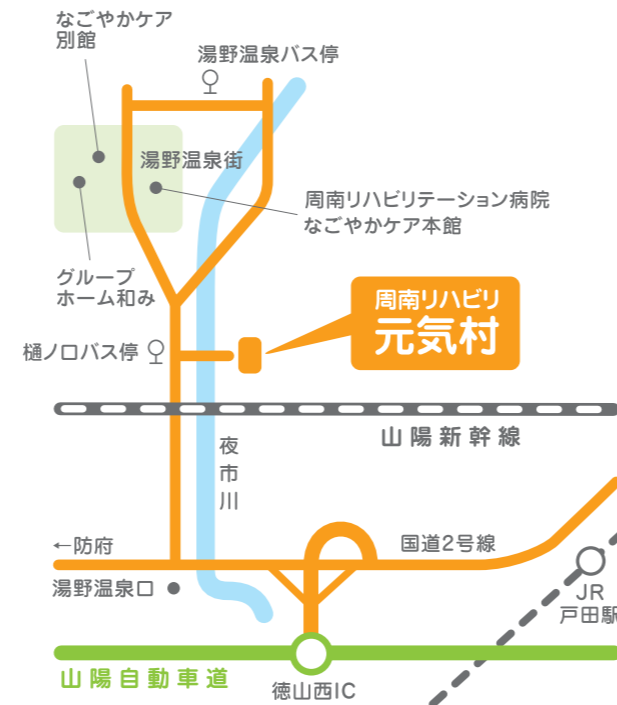 なごやかケア
別館
湯野温泉バス停
湯野温泉街
周南リハビリテーション病院
なごやかケア本館
グループ
ホーム和み
周南リハビリ
元気村
樋ノ口バス停
山陽新幹線
夜市川
←防府
国道2号線
湯野温泉口
JR
戸田駅
山陽自動車道
徳山西IC